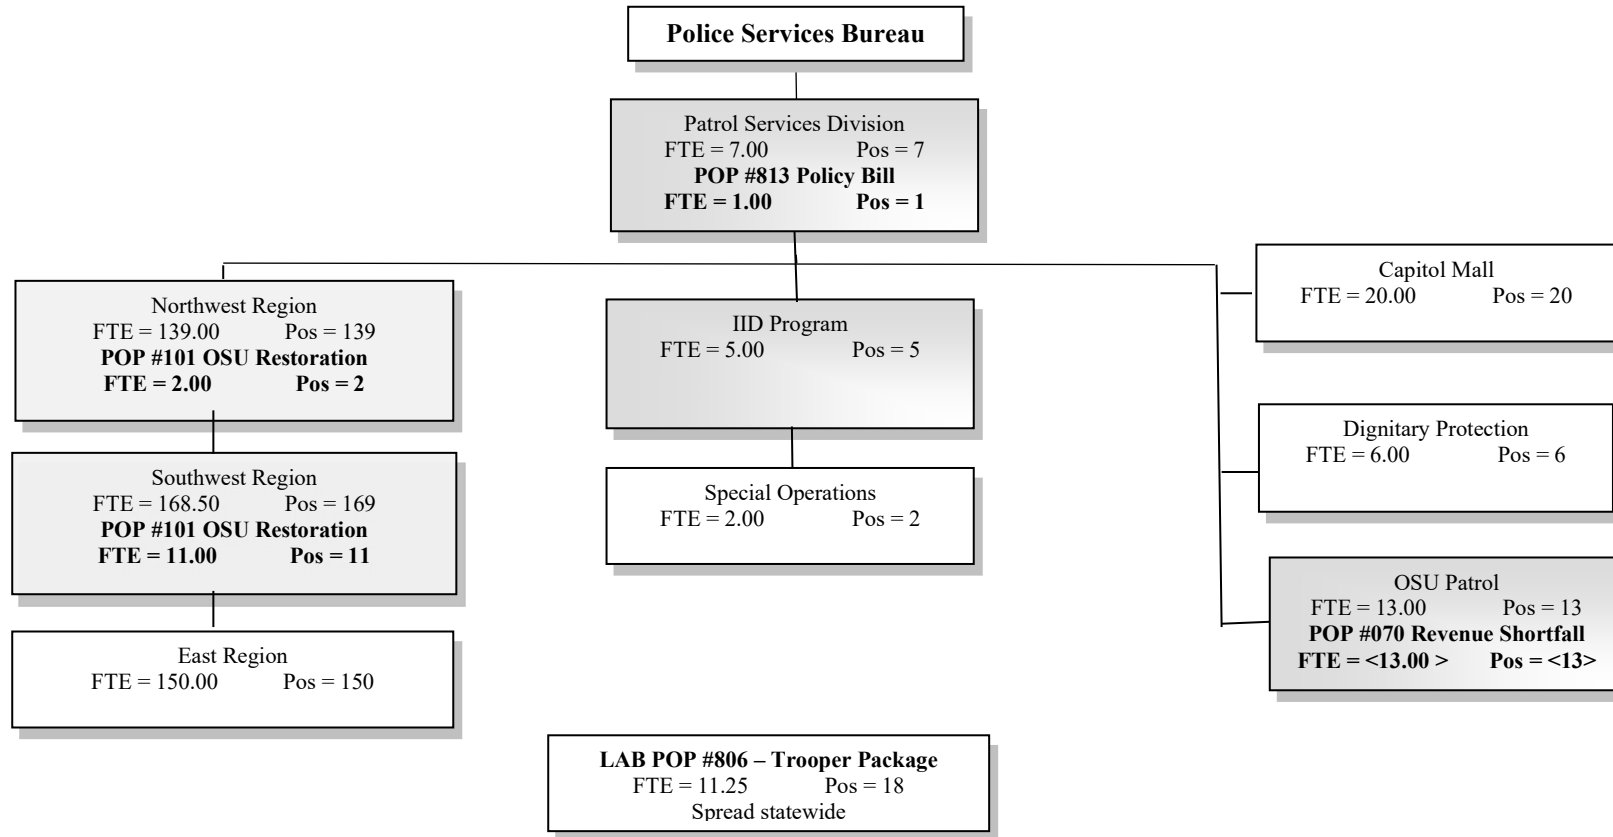 Police Services Bureau
Patrol Services Division
FTE = 7.00 Pos = 7
POP #813 Policy Bill
FTE = 1.00 Pos = 1
Northwest Region
FTE = 139.00 Pos = 139
POP #101 OSU Restoration
FTE = 2.00 Pos = 2
Southwest Region
FTE = 168.50 Pos = 169
POP #101 OSU Restoration
FTE = 11.00 Pos = 11
East Region
FTE = 150.00 Pos = 150
IID Program
FTE = 5.00 Pos = 5
Special Operations
FTE = 2.00 Pos = 2
Capitol Mall
FTE = 20.00 Pos = 20
Dignitary Protection
FTE = 6.00 Pos = 6
OSU Patrol
FTE = 13.00 Pos = 13
POP #070 Revenue Shortfall
FTE = <13.00 > Pos = <13>
LAB POP #806 – Trooper Package
FTE = 11.25 Pos = 18
Spread statewide